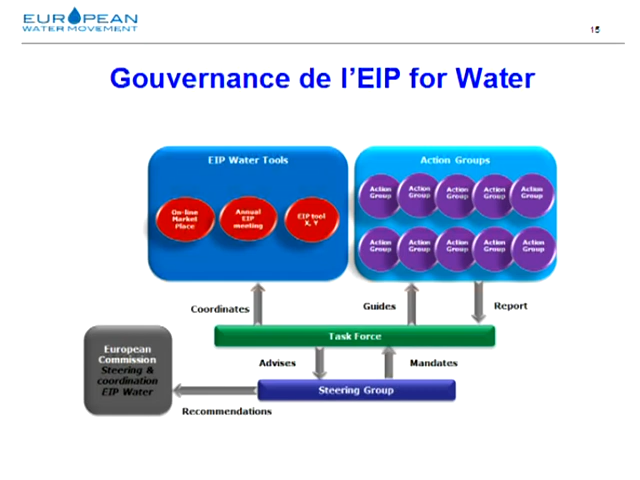 EUROPEAN
WATER MOVEMENT
15
Gouvernance de l'EIP for Water
EIP Water Tools
On-line
Market
Place
Annual
EIP
meeting
EIP tool
X, Y
Action Groups
Action
Group
Action
Group
Action
Group
Action
Group
Action
Group
Action
Group
Action
Group
Action
Group
Action
Group
Action
Group
Coordinates
Guides
Report
Task Force
European
Commission
Steering &
coordination
EIP Water
Advises
Mandates
Steering Group
Recommendations